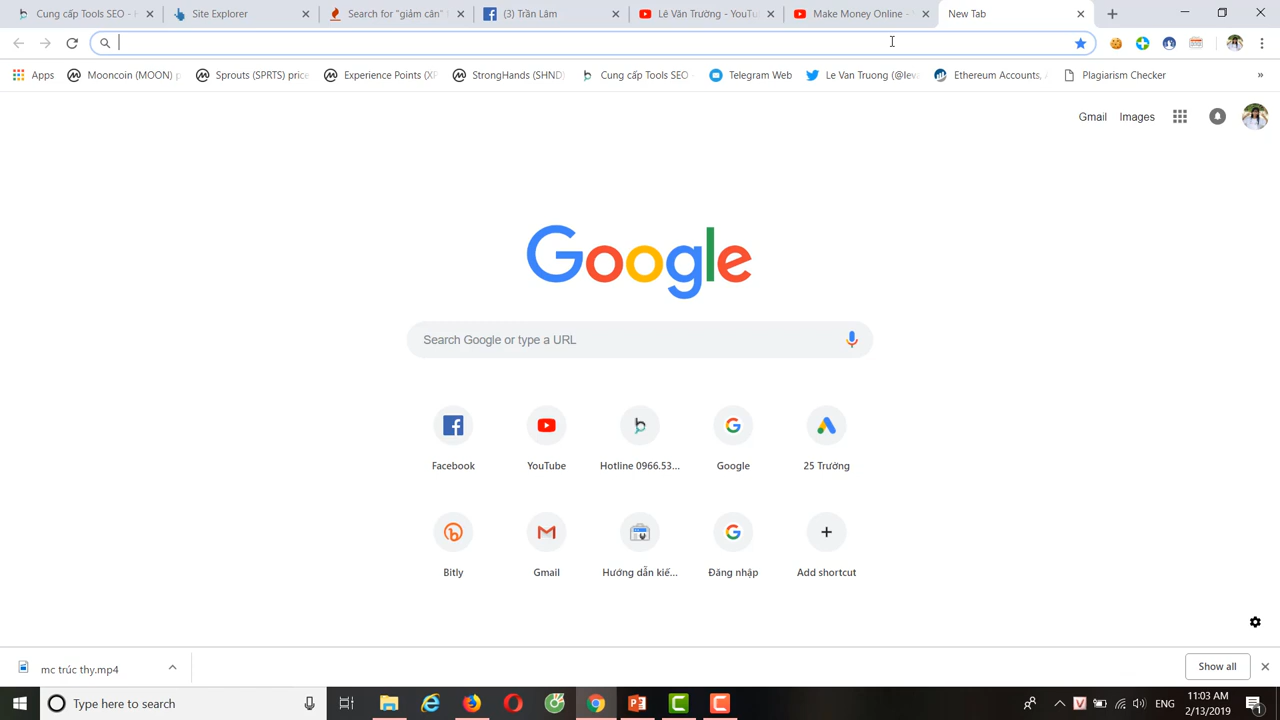 Cung cấp Tools SEO - H
Site Explorer
Search for "giảm cân"
(3) Trần Lâm
Lê Văn Trường - YouTu
Make Money Online -
New Tab
Apps
Mooncoin (MOON) p
Sprouts (SPRTS) price
Experience Points (XP
StrongHands (SHND)
Cung cấp Tools SEO -
Telegram Web
Le Van Truong (@leva
Ethereum Accounts, A
Plagiarism Checker
»
Gmail Images
Google
Search Google or type a URL
Facebook
YouTube
Hotline 0966.53...
Google
25 Trường
Bitly
Gmail
Hướng dẫn kiế...
Đăng nhập
Add shortcut
mc trúc thy.mp4
Show all
Type here to search
ENG
11:03 AM
2/13/2019